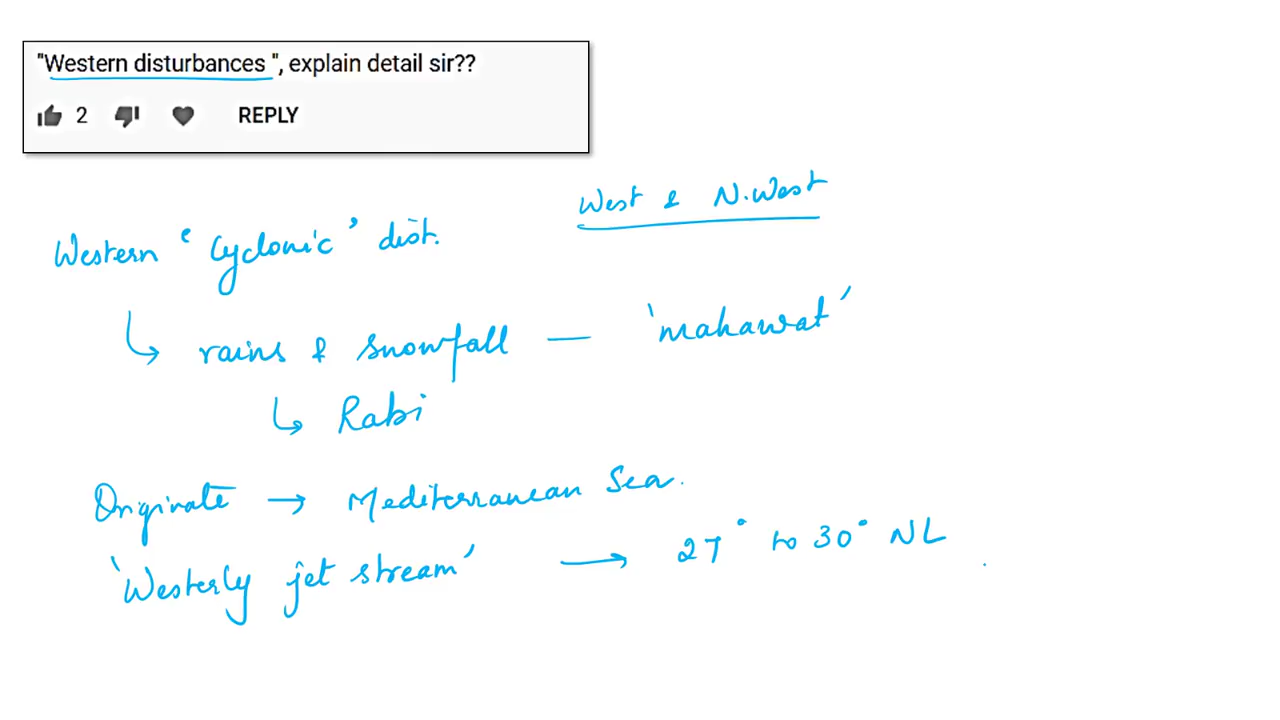 "Western disturbances ", explain detail sir??
2 REPLY
West & N.West
Western 'Cyclonic' dist.
rains & snowfall — 'mahawat'
Rabi
Originate → Mediterranean Sea.
'Westerly jet stream' → 27° to 30° NL